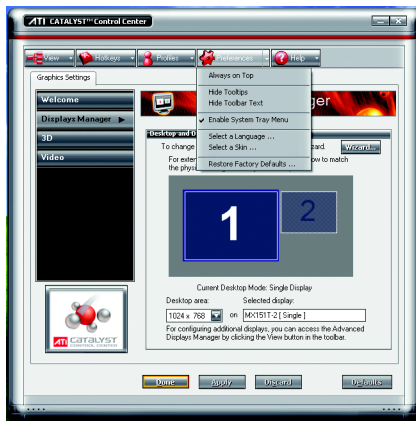 ATI CATALYST™ Control Center
View
Hotkeys
Profiles
Preferences
Help
Always on Top
Hide Tooltips
Hide Toolbar Text
Enable System Tray Menu
Select a Language ...
Select a Skin ...
Restore Factory Defaults ...
Graphics Settings
Welcome
Displays Manager
3D
Video
ger
Desktop and D
To change
zard.
Wizard...
For exter
ow to match
the phys
1
2
Current Desktop Mode: Single Display
Desktop area:
Selected display:
1024 x 768
on
MX151T-2 [ Single ]
For configuring additional displays, you can access the Advanced
Displays Manager by clicking the View button in the toolbar.
ATI CATALYST
CONTROL CENTER
Done
Apply
Discard
Defaults